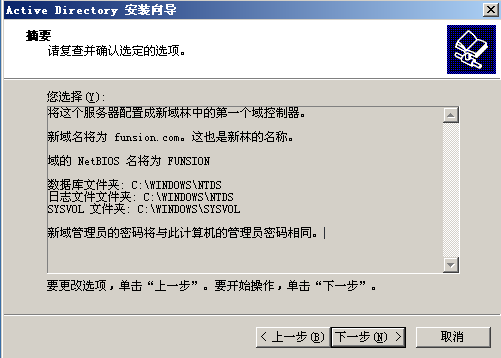 Active Directory 安装向导
摘要
请复查并确认选定的选项。
您选择(Y):
将这个服务器配置成新域林中的第一个域控制器。
新域名将为 funsion.com。这也是新林的名称。
域的 NetBIOS 名将为 FUNSION
数据库文件夹: C:\WINDOWS\NTDS
日志文件文件夹: C:\WINDOWS\NTDS
SYSVOL 文件夹: C:\WINDOWS\SYSVOL
新域管理员的密码将与此计算机的管理员密码相同。
要更改选项，单击“上一步”。要开始操作，单击“下一步”。
< 上一步(B) 下一步(N) > 取消